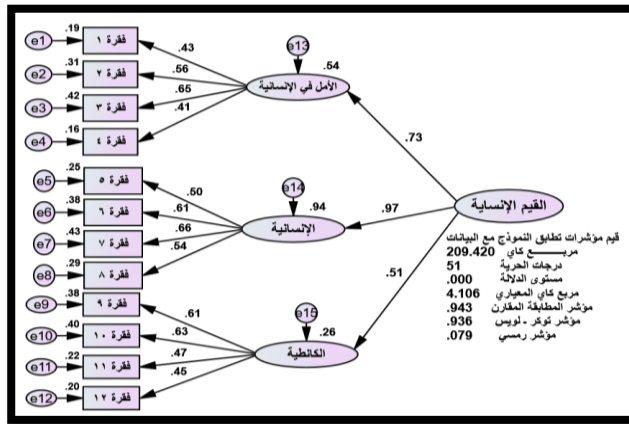 .19
e1
فقرة ١
.43
.31
e2
فقرة ٢
.56
.42
e3
فقرة ٣
.65
.16
e4
فقرة ٤
.41
e13
.54
الأمل في الإنسانية
.73
.25
e5
فقرة ٥
.50
.38
e6
فقرة ٦
.61
.43
e7
فقرة ٧
.66
.29
e8
فقرة ٨
.54
e14
.94
الإنسانية
.97
القيم الإنساية
.38
e9
فقرة ٩
.61
.40
e10
فقرة ١٠
.63
.22
e11
فقرة ١١
.47
.20
e12
فقرة ١٢
.45
e15
.26
الكانطية
.51
قيم مؤشرات تطابق النموذج مع البيانات
مربـــــع كاي 209.420
درجات الحرية 51
مستوى الدلالة .000
مربع كاي المعياري 4.106
مؤشر المطابقة المقارن .943
مؤشر توكر - لويس .936
مؤشر رمسي .079